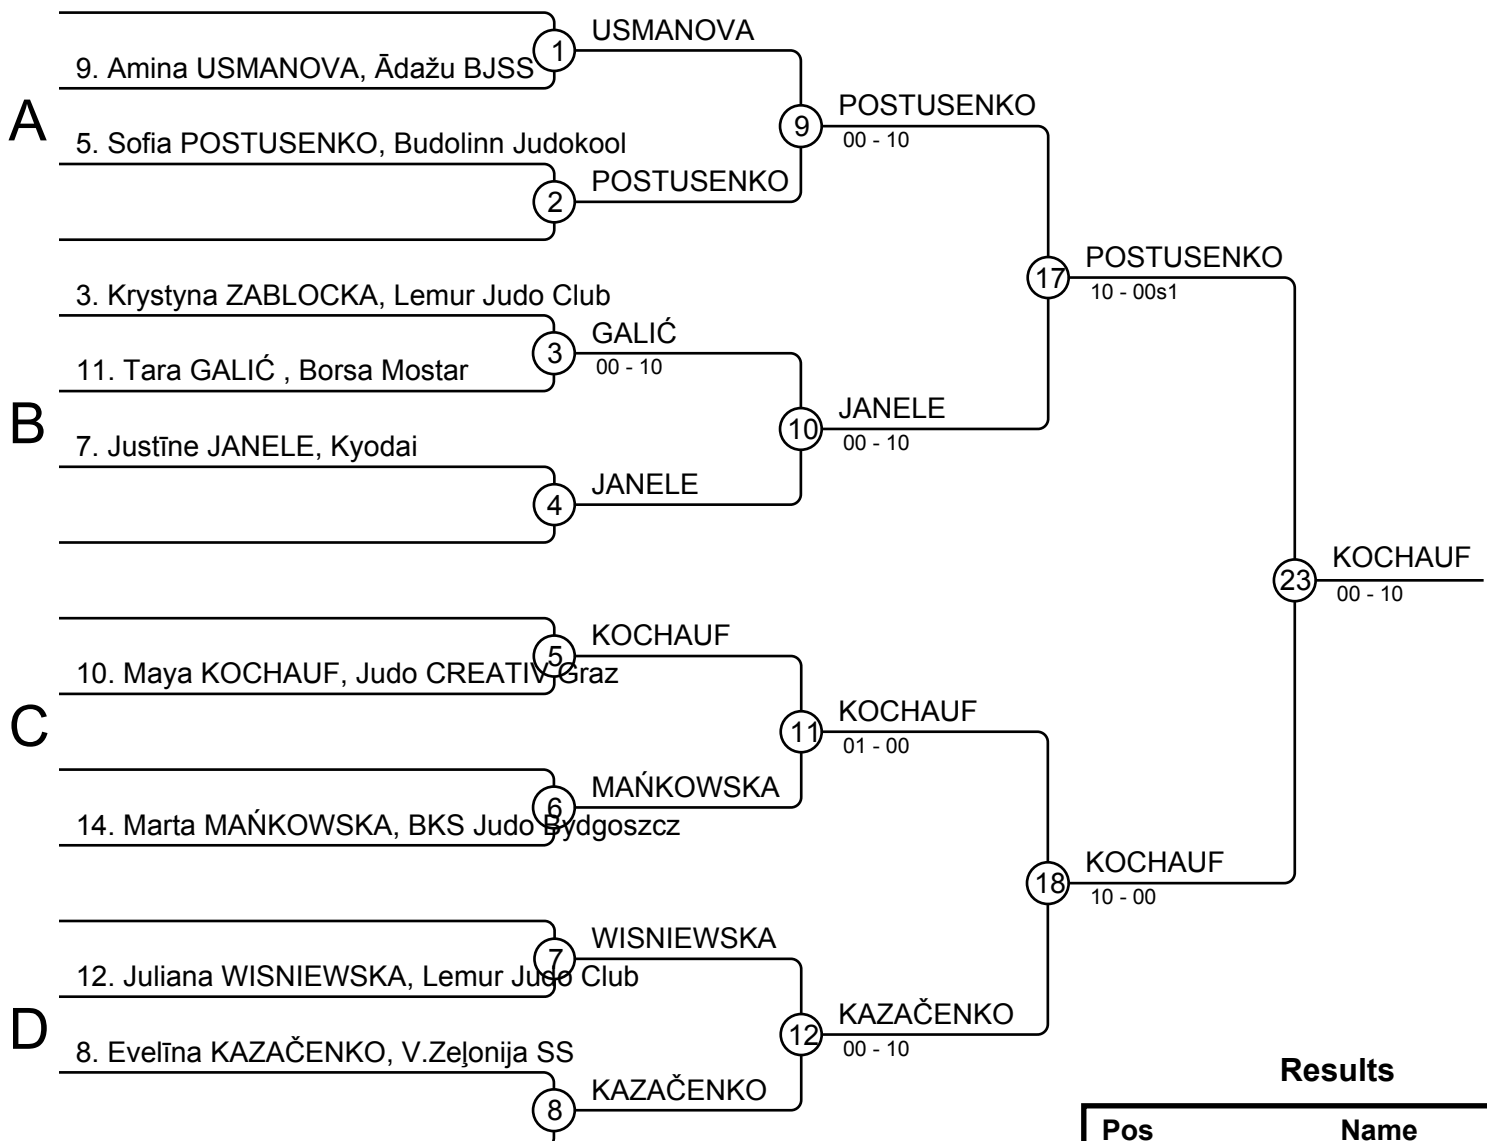 A
9. Amina USMANOVA, Ādažu BJSS
1
USMANOVA
5. Sofia POSTUSENKO, Budolinn Judokool
2
POSTUSENKO
9
POSTUSENKO
00 - 10
B
3. Krystyna ZABLOCKA, Lemur Judo Club
11. Tara GALIĆ , Borsa Mostar
3
GALIĆ
00 - 10
7. Justīne JANELE, Kyodai
4
JANELE
10
JANELE
00 - 10
17
POSTUSENKO
10 - 00s1
C
10. Maya KOCHAUF, Judo CREATIV Graz
5
KOCHAUF
14. Marta MAŃKOWSKA, BKS Judo Bydgoszcz
6
MAŃKOWSKA
11
KOCHAUF
01 - 00
D
12. Juliana WISNIEWSKA, Lemur Judo Club
7
WISNIEWSKA
8. Evelīna KAZAČENKO, V.Zeļonija SS
8
KAZAČENKO
12
KAZAČENKO
00 - 10
18
KOCHAUF
10 - 00
23
KOCHAUF
00 - 10
Results
Pos Name